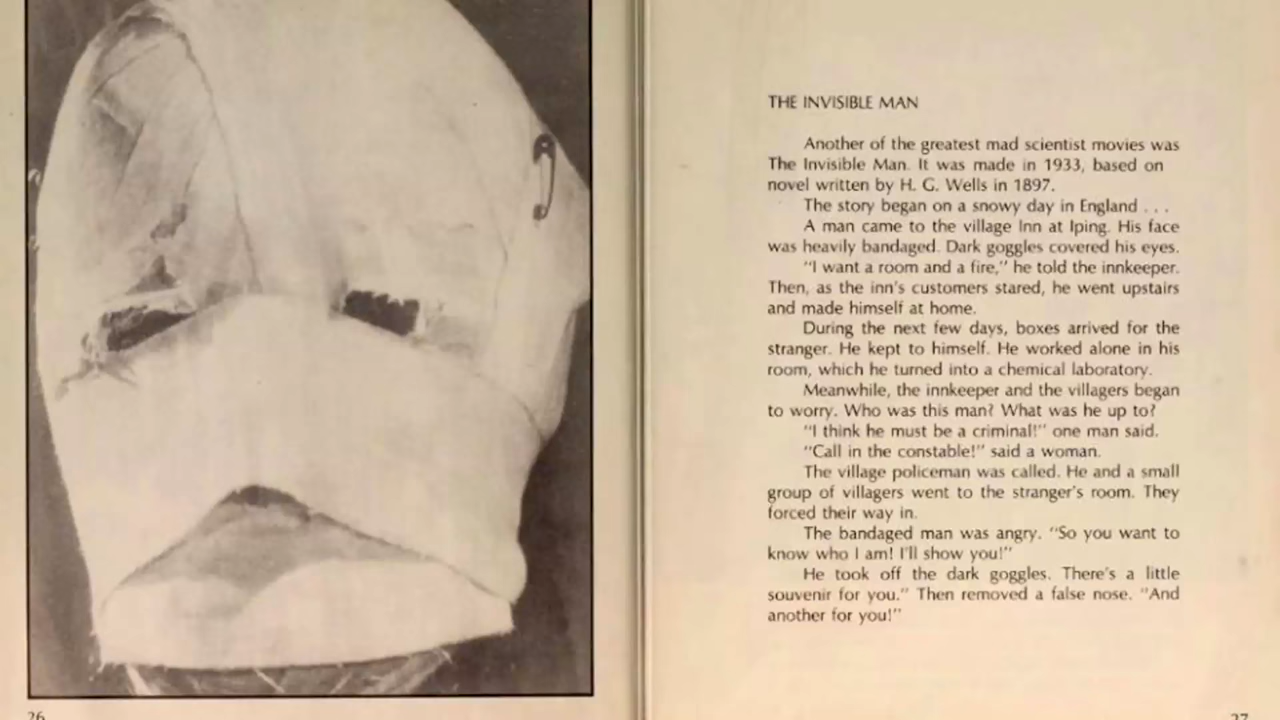 THE INVISIBLE MAN
Another of the greatest mad scientist movies was
The Invisible Man. It was made in 1933, based on
novel written by H. G. Wells in 1897.
The story began on a snowy day in England . . .
A man came to the village Inn at Iping. His face
was heavily bandaged. Dark goggles covered his eyes.
"I want a room and a fire," he told the innkeeper.
Then, as the inn's customers stared, he went upstairs
and made himself at home.
During the next few days, boxes arrived for the
stranger. He kept to himself. He worked alone in his
room, which he turned into a chemical laboratory.
Meanwhile, the innkeeper and the villagers began
to worry. Who was this man? What was he up to?
"I think he must be a criminal!" one man said.
"Call in the constable!" said a woman.
The village policeman was called. He and a small
group of villagers went to the stranger's room. They
forced their way in.
The bandaged man was angry. "So you want to
know who I am! I'll show you!"
He took off the dark goggles. There's a little
souvenir for you." Then removed a false nose. "And
another for you!"
26
27